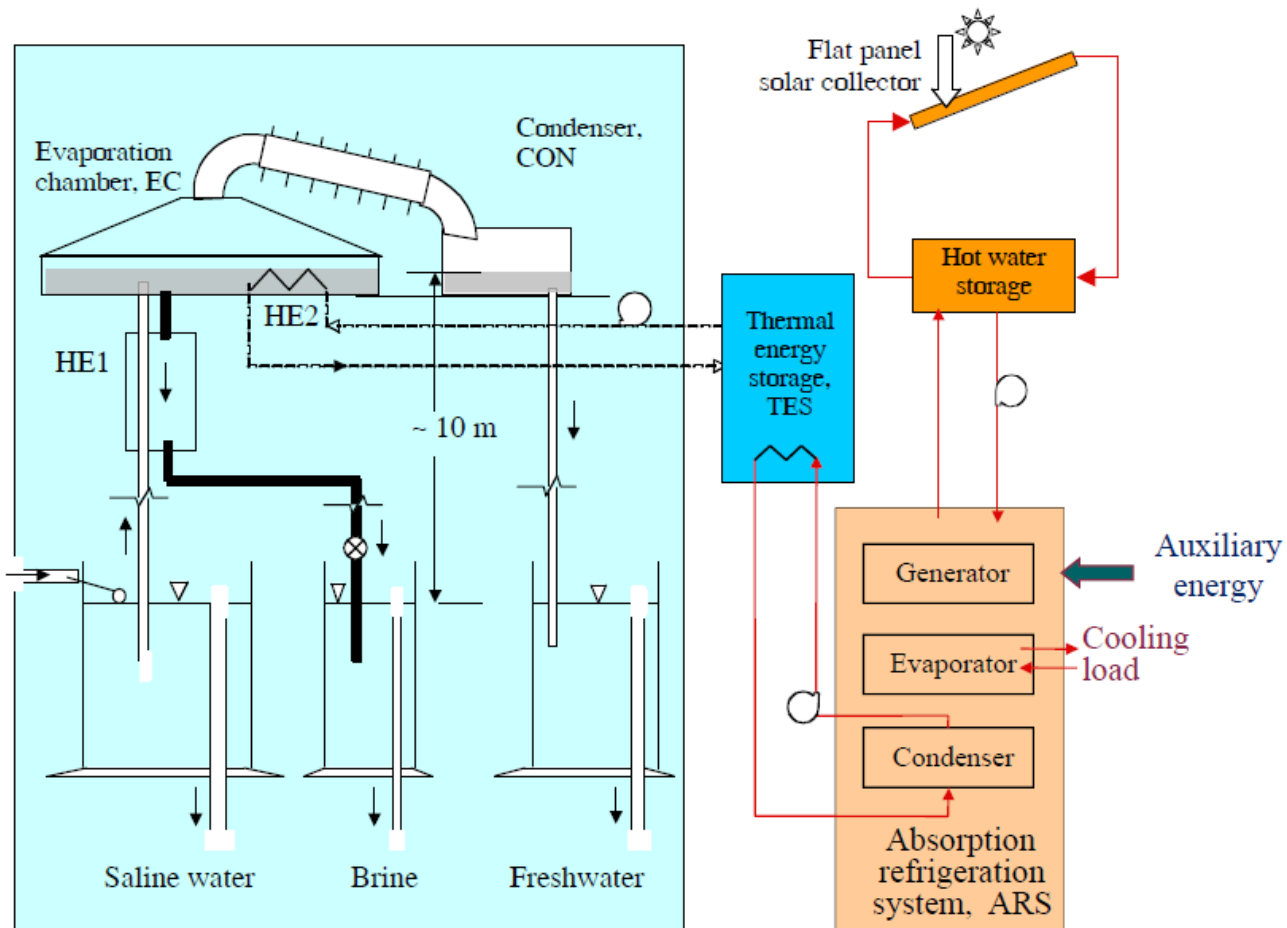 Flat panel
solar collector
Condenser,
CON
Evaporation
chamber, EC
Hot water
storage
HE2
Thermal
energy
storage,
TES
HE1
~ 10 m
Generator
Auxiliary
energy
Evaporator
Cooling
load
Condenser
Absorption
refrigeration
system, ARS
Saline water
Brine
Freshwater